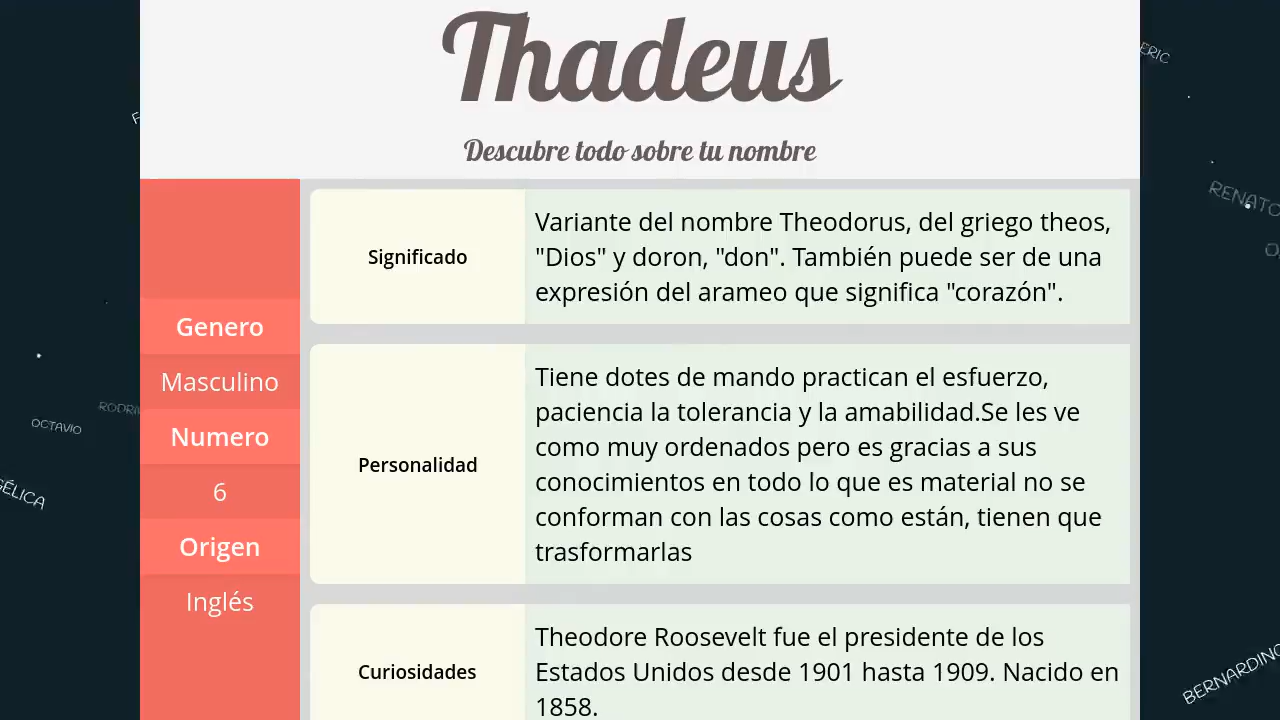 Thadeus
Descubre todo sobre tu nombre
Genero
Masculino
Numero
6
Origen
Inglés
Significado
Variante del nombre Theodorus, del griego theos,
"Dios" y doron, "don". También puede ser de una
expresión del arameo que significa "corazón".
Personalidad
Tiene dotes de mando practican el esfuerzo,
paciencia la tolerancia y la amabilidad.Se les ve
como muy ordenados pero es gracias a sus
conocimientos en todo lo que es material no se
conforman con las cosas como están, tienen que
trasformarlas
Curiosidades
Theodore Roosevelt fue el presidente de los
Estados Unidos desde 1901 hasta 1909. Nacido en
1858.
OCTAVIO